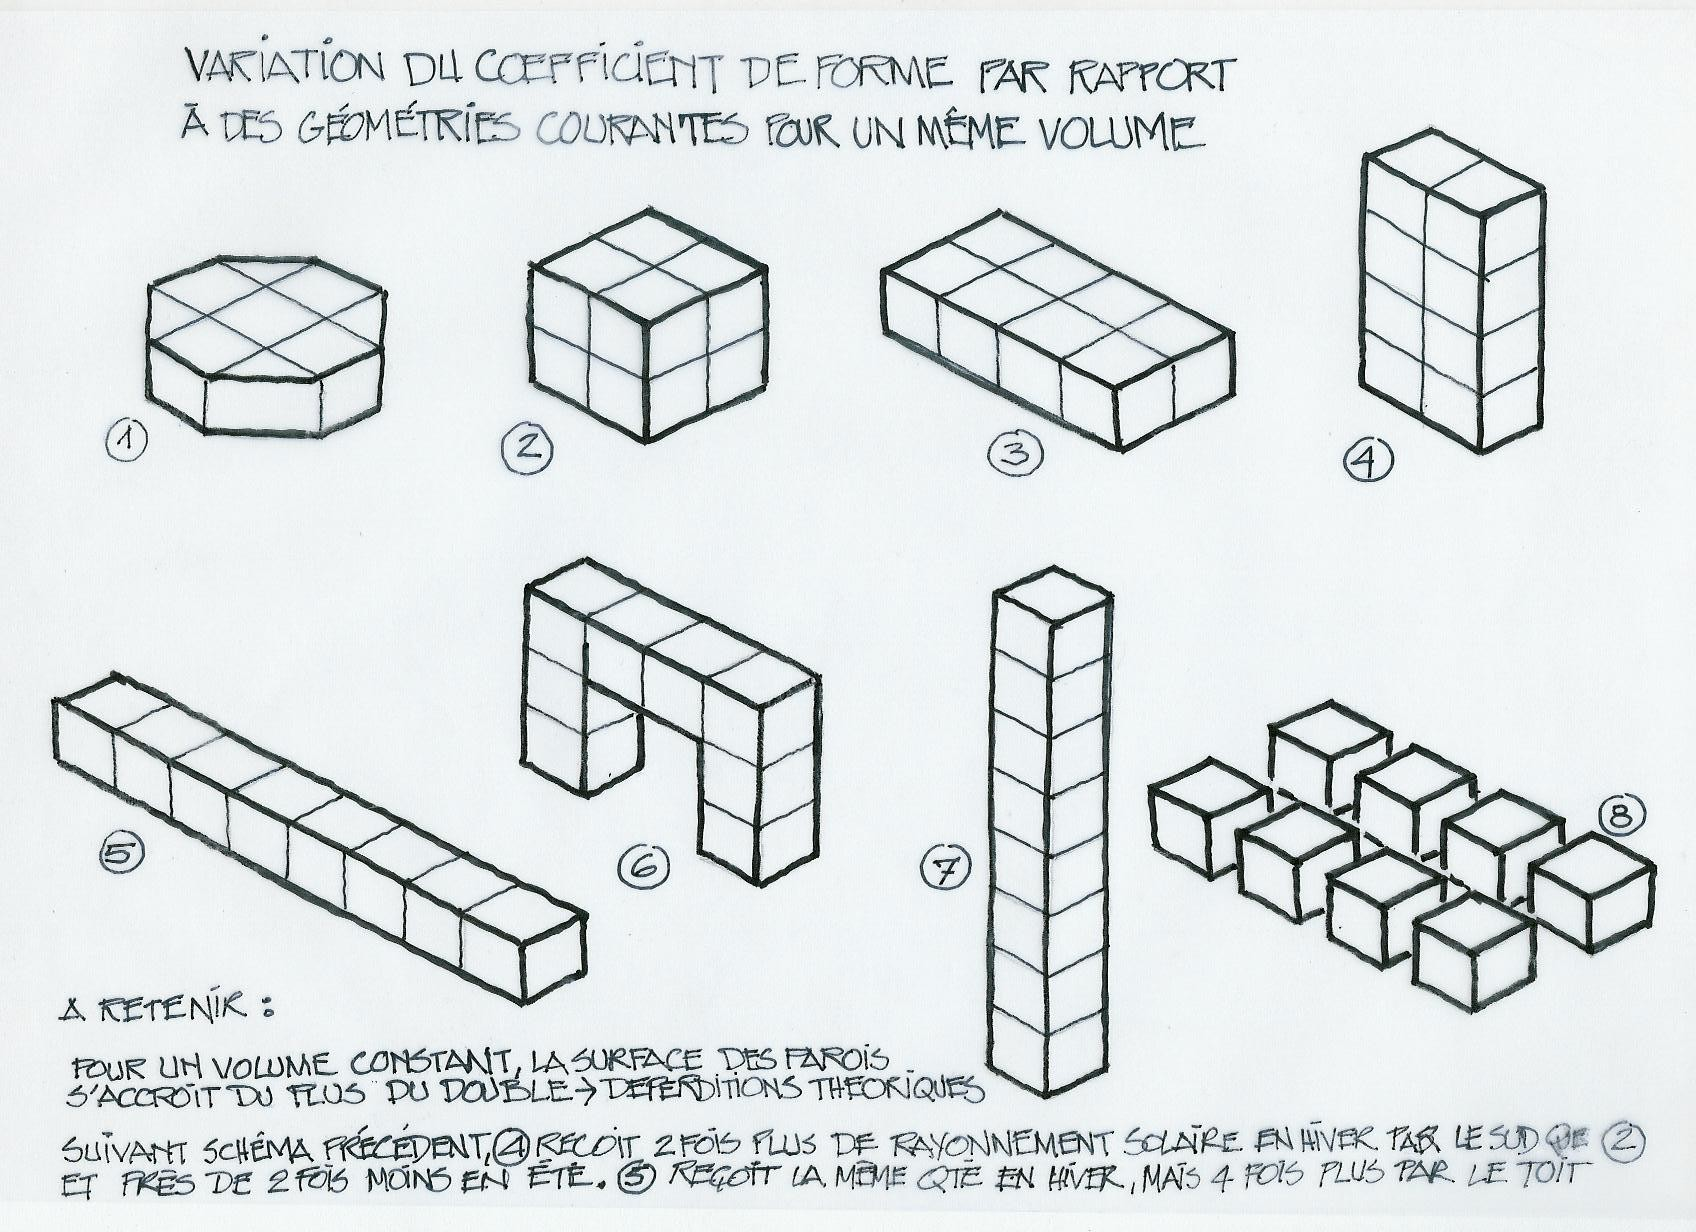 VARIATION DU COEFFICIENT DE FORME PAR RAPPORT
À DES GÉOMÉTRIES COURANTES POUR UN MÊME VOLUME
1
2
3
4
5
6
7
8
A RETENIR :
POUR UN VOLUME CONSTANT, LA SURFACE DES PAROIS
S'ACCROIT DU PLUS DU DOUBLE → DEPERDITIONS THEORIQUES
SUIVANT SCHÉMA PRÉCÉDENT, 4 RECOIT 2 FOIS PLUS DE RAYONNEMENT SOLAIRE EN HIVER PAR LE SUD QE 2
ET PRÈS DE 2 FOIS MOINS EN ÉTÉ. 5 REÇOIT LA MÊME QTÉ EN HIVER, MAIS 4 FOIS PLUS PAR LE TOIT